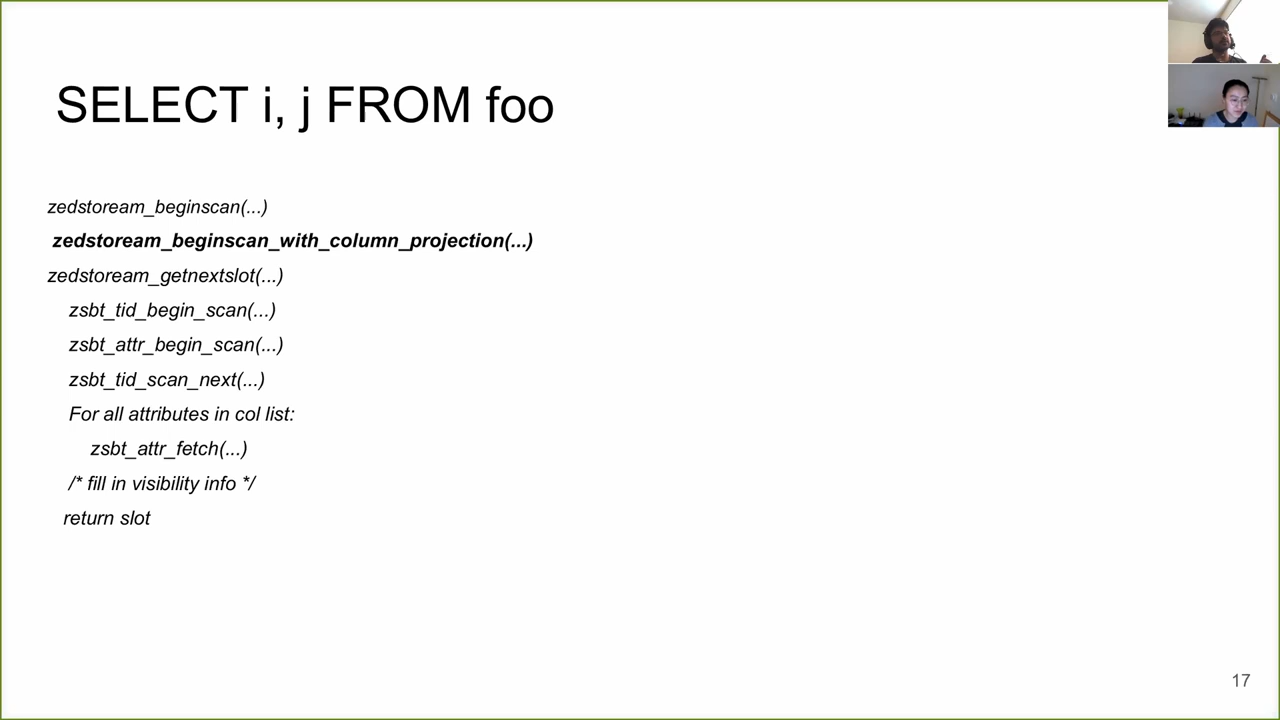 SELECT i, j FROM foo
zedstoream_beginscan(...)
zedstoream_beginscan_with_column_projection(...)
zedstoream_getnextslot(...)
zsbt_tid_begin_scan(...)
zsbt_attr_begin_scan(...)
zsbt_tid_scan_next(...)
For all attributes in col list:
zsbt_attr_fetch(...)
/* fill in visibility info */
return slot
17